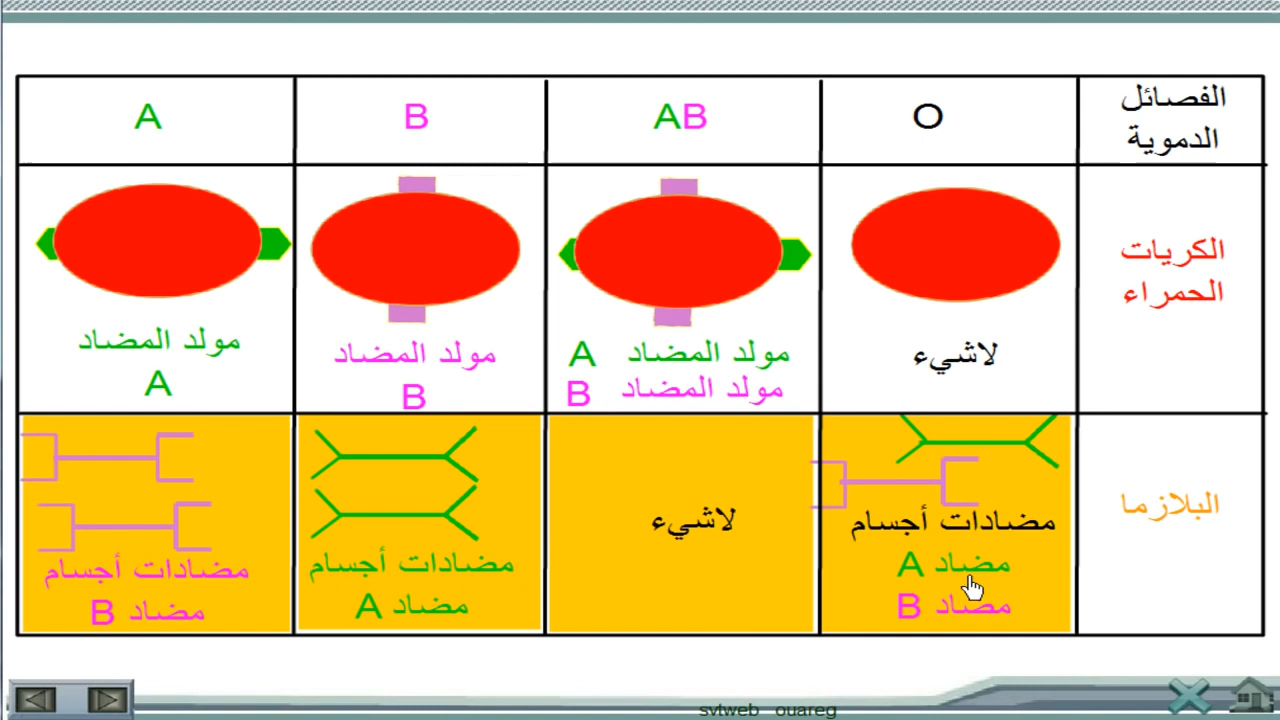 الفصائل
الدموية
O
AB
B
A
الكريات
الحمراء
لاشيء
مولد المضاد A
مولد المضاد B
مولد المضاد
B
مولد المضاد
A
البلازما
مضادات أجسام
مضاد A
مضاد B
لاشيء
مضادات أجسام
مضاد A
مضادات أجسام
مضاد B
svtweb ouareg